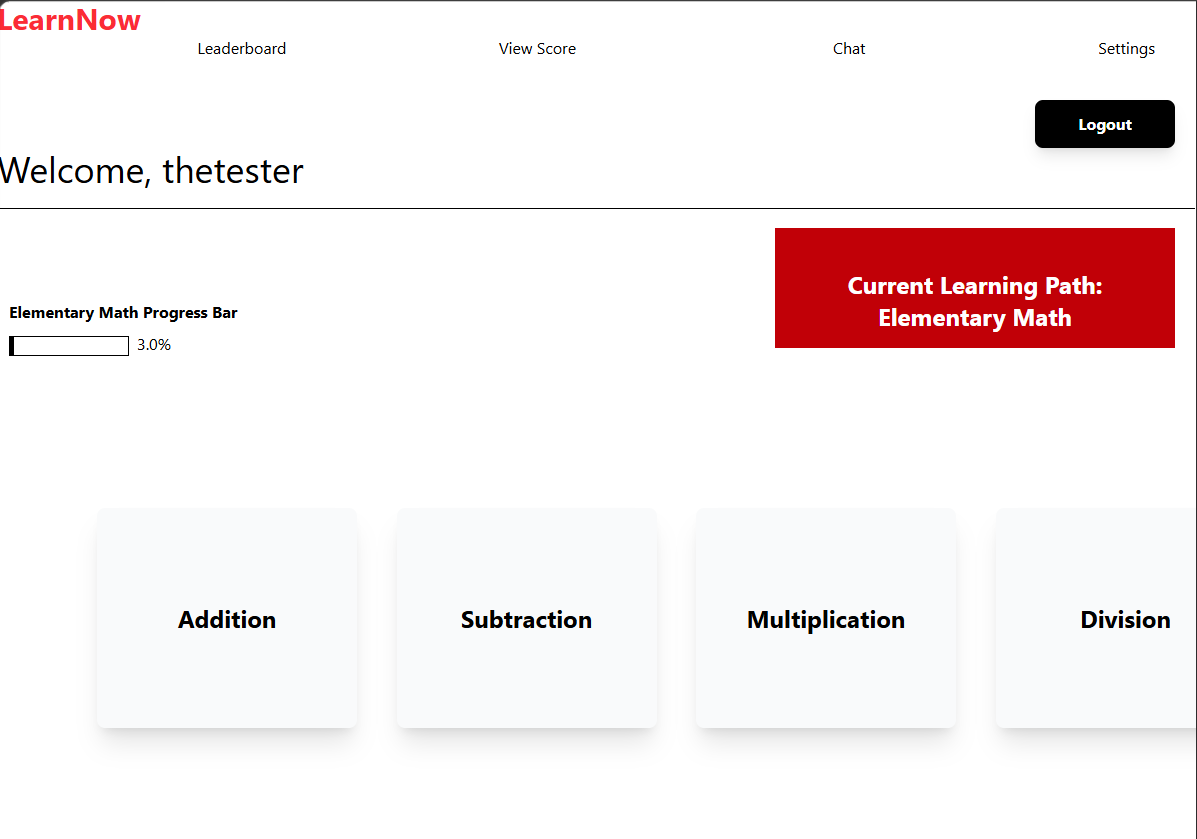 LearnNow
Leaderboard
View Score
Chat
Settings
Logout
Welcome, thetester
Current Learning Path:
Elementary Math
Elementary Math Progress Bar
3.0%
Addition
Subtraction
Multiplication
Division